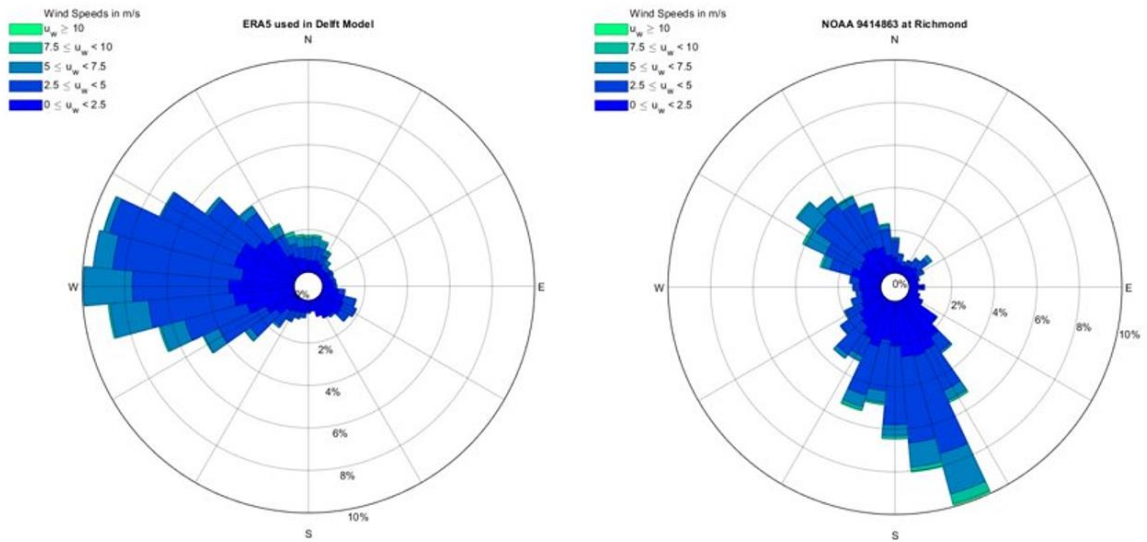 Wind Speeds in m/s
u_w ≥ 10
7.5 ≤ u_w < 10
5 ≤ u_w < 7.5
2.5 ≤ u_w < 5
0 ≤ u_w < 2.5
ERA5 used in Delft Model
N
W
E
S
0%
2%
4%
6%
8%
10%
Wind Speeds in m/s
u_w ≥ 10
7.5 ≤ u_w < 10
5 ≤ u_w < 7.5
2.5 ≤ u_w < 5
0 ≤ u_w < 2.5
NOAA 9414863 at Richmond
N
W
E
S
0%
2%
4%
6%
8%
10%